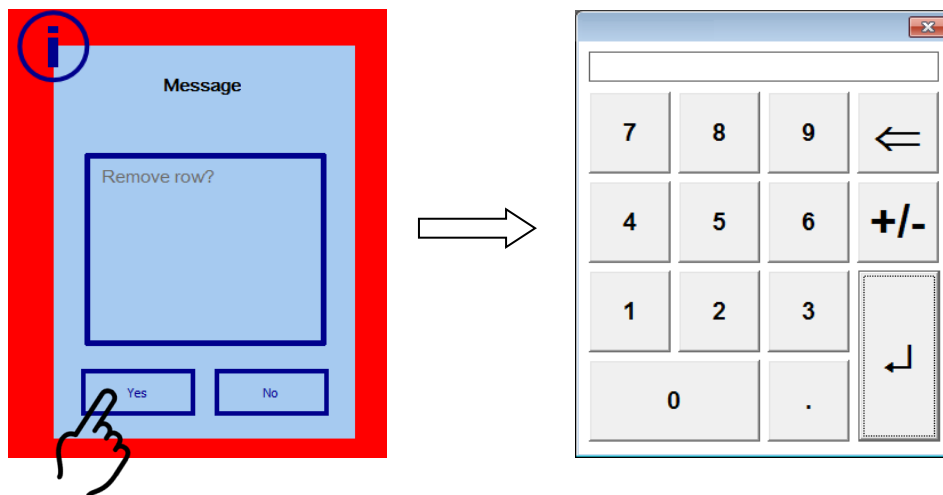 i
Message
Remove row?
Yes
No
7
8
9
⇐
4
5
6
+/-
1
2
3
↵
0
.